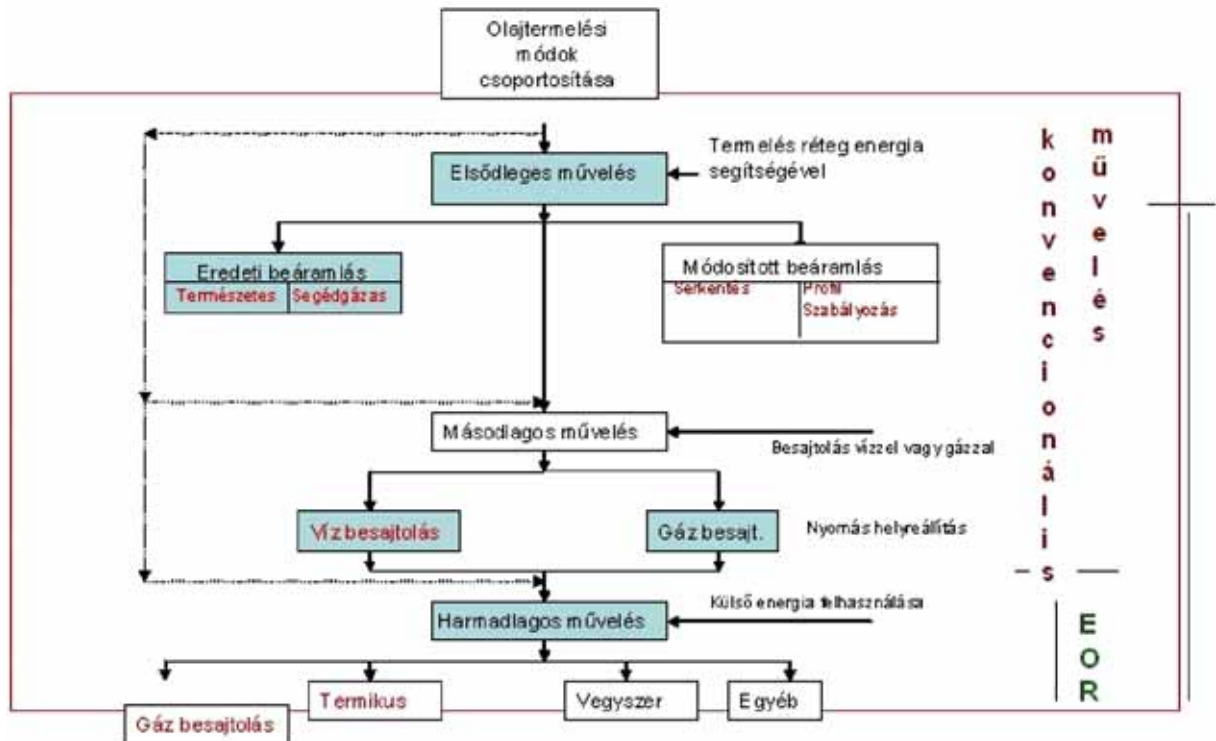 Olajtermelési
módok
csoportosítása
Termelés réteg energia
segítségével
Elsődleges művelés
Eredeti beáramlás
Természetes Segédgázas
Módosított beáramlás
Serkentés Profil
Szabályozás
Másodlagos művelés
Besajtolás vízzel vagy gázzal
Víz besajtolás
Gáz besajt.
Nyomás helyreállítás
Külső energia felhasználása
Harmadlagos művelés
Gáz besajtolás
Termikus
Vegyszer
Egyéb
konvencionális
művelés
EOR